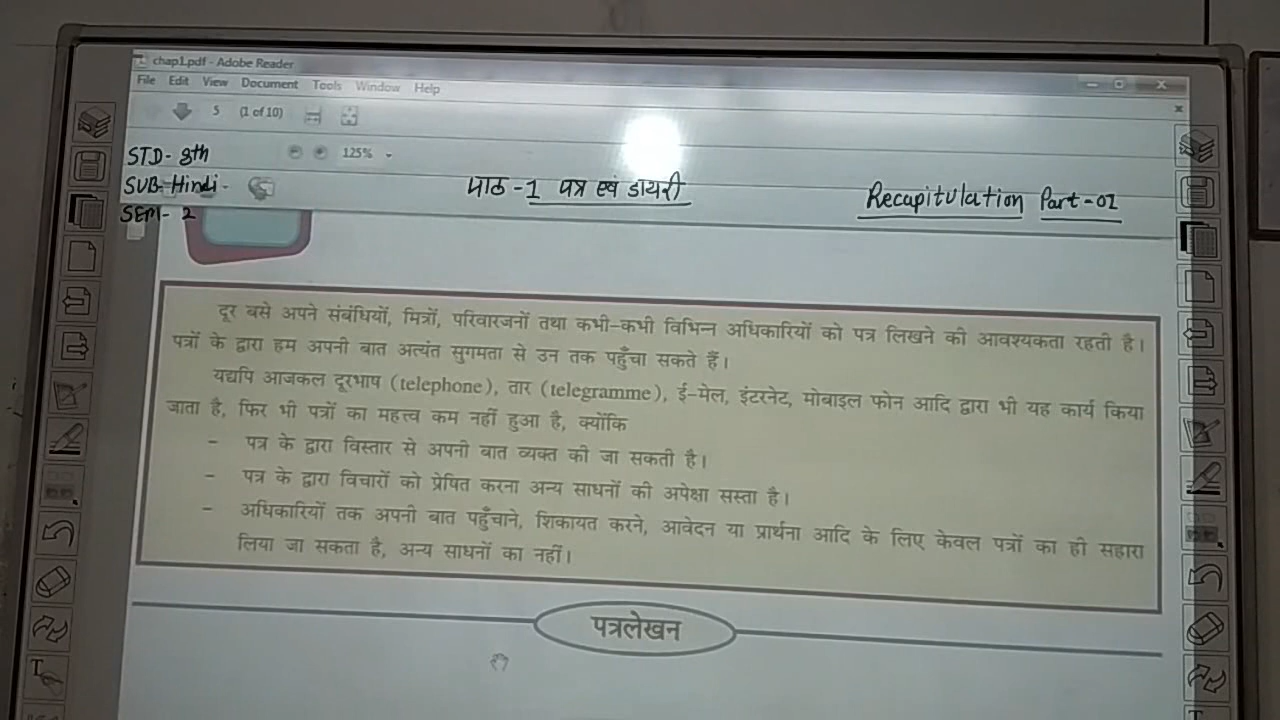 chap1.pdf - Adobe Reader
File Edit View Document Tools Window Help
5 (1 of 10)
125%
STD- 8th
SUB- Hindi-
SEM- 2
पाठ -1 पत्र एवं डायरी
Recapitulation Part-01
दूर बसे अपने संबंधियों, मित्रों, परिवारजनों तथा कभी-कभी विभिन्न अधिकारियों को पत्र लिखने की आवश्यकता रहती है।
पत्रों के द्वारा हम अपनी बात अत्यंत सुगमता से उन तक पहुँचा सकते हैं।
यद्यपि आजकल दूरभाष (telephone), तार (telegramme), ई-मेल, इंटरनेट, मोबाइल फोन आदि द्वारा भी यह कार्य किया
जाता है, फिर भी पत्रों का महत्त्व कम नहीं हुआ है, क्योंकि
- पत्र के द्वारा विस्तार से अपनी बात व्यक्त की जा सकती है।
- पत्र के द्वारा विचारों को प्रेषित करना अन्य साधनों की अपेक्षा सस्ता है।
- अधिकारियों तक अपनी बात पहुँचाने, शिकायत करने, आवेदन या प्रार्थना आदि के लिए केवल पत्रों का ही सहारा
लिया जा सकता है, अन्य साधनों का नहीं।
पत्रलेखन